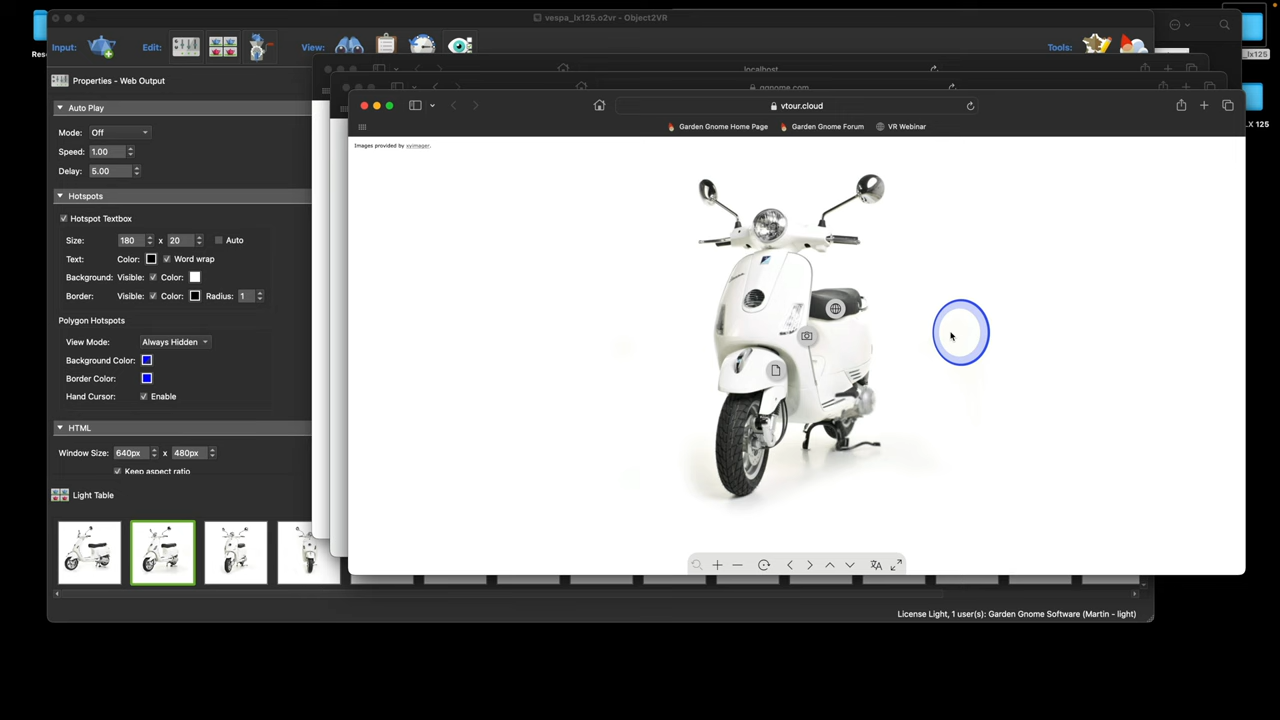 vespa_lx125.o2vr - Object2VR
Input:
Edit:
View:
Tools:
Properties - Web Output
Auto Play
Mode: Off
Speed: 1.00
Delay: 5.00
Hotspots
Hotspot Textbox
Size: 180 x 20 Auto
Text: Color: Word wrap
Background: Visible: Color:
Border: Visible: Color: Radius: 1
Polygon Hotspots
View Mode: Always Hidden
Background Color:
Border Color:
Hand Cursor: Enable
HTML
Window Size: 640px x 480px
Keep aspect ratio
Light Table
localhost
ggnome.com
vtour.cloud
Garden Gnome Home Page
Garden Gnome Forum
VR Webinar
Images provided by xyimager.
License Light, 1 user(s): Garden Gnome Software (Martin - light)